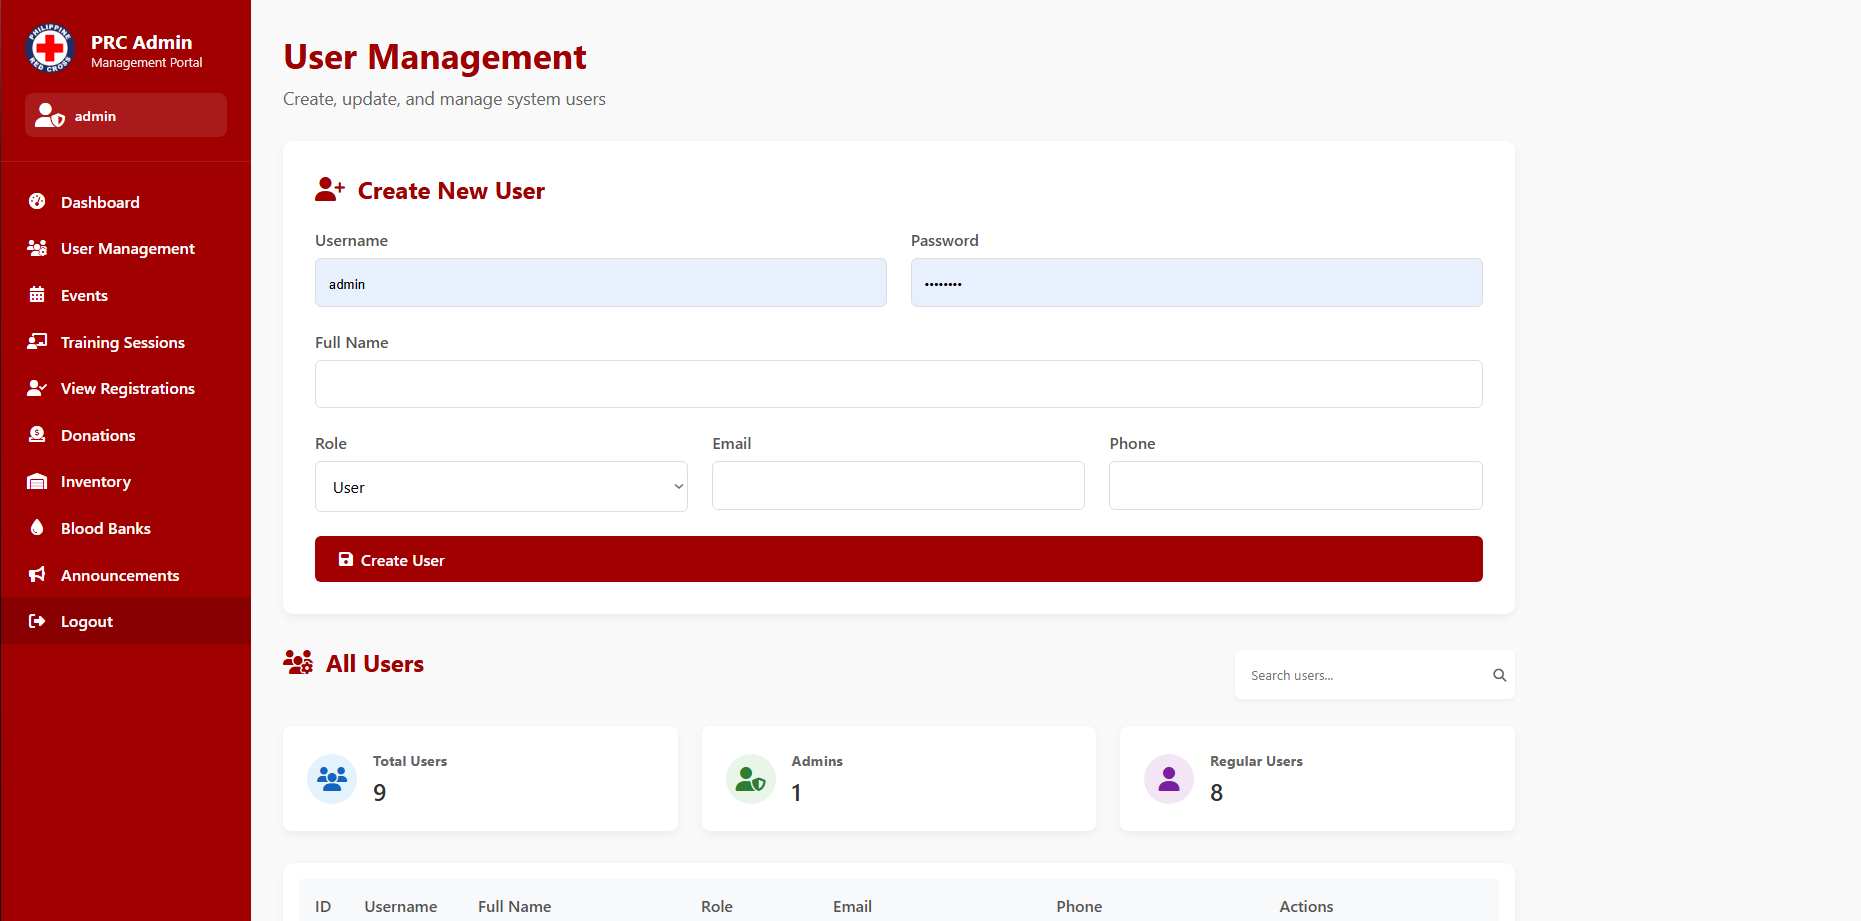 PHILIPPINE
RED CROSS
PRC Admin
Management Portal
admin
Dashboard
User Management
Events
Training Sessions
View Registrations
Donations
Inventory
Blood Banks
Announcements
Logout
User Management
Create, update, and manage system users
Create New User
Username Password
admin ••••••••
Full Name
Role Email Phone
User
Create User
All Users
Search users...
Total Users
9
Admins
1
Regular Users
8
ID Username Full Name Role Email Phone Actions